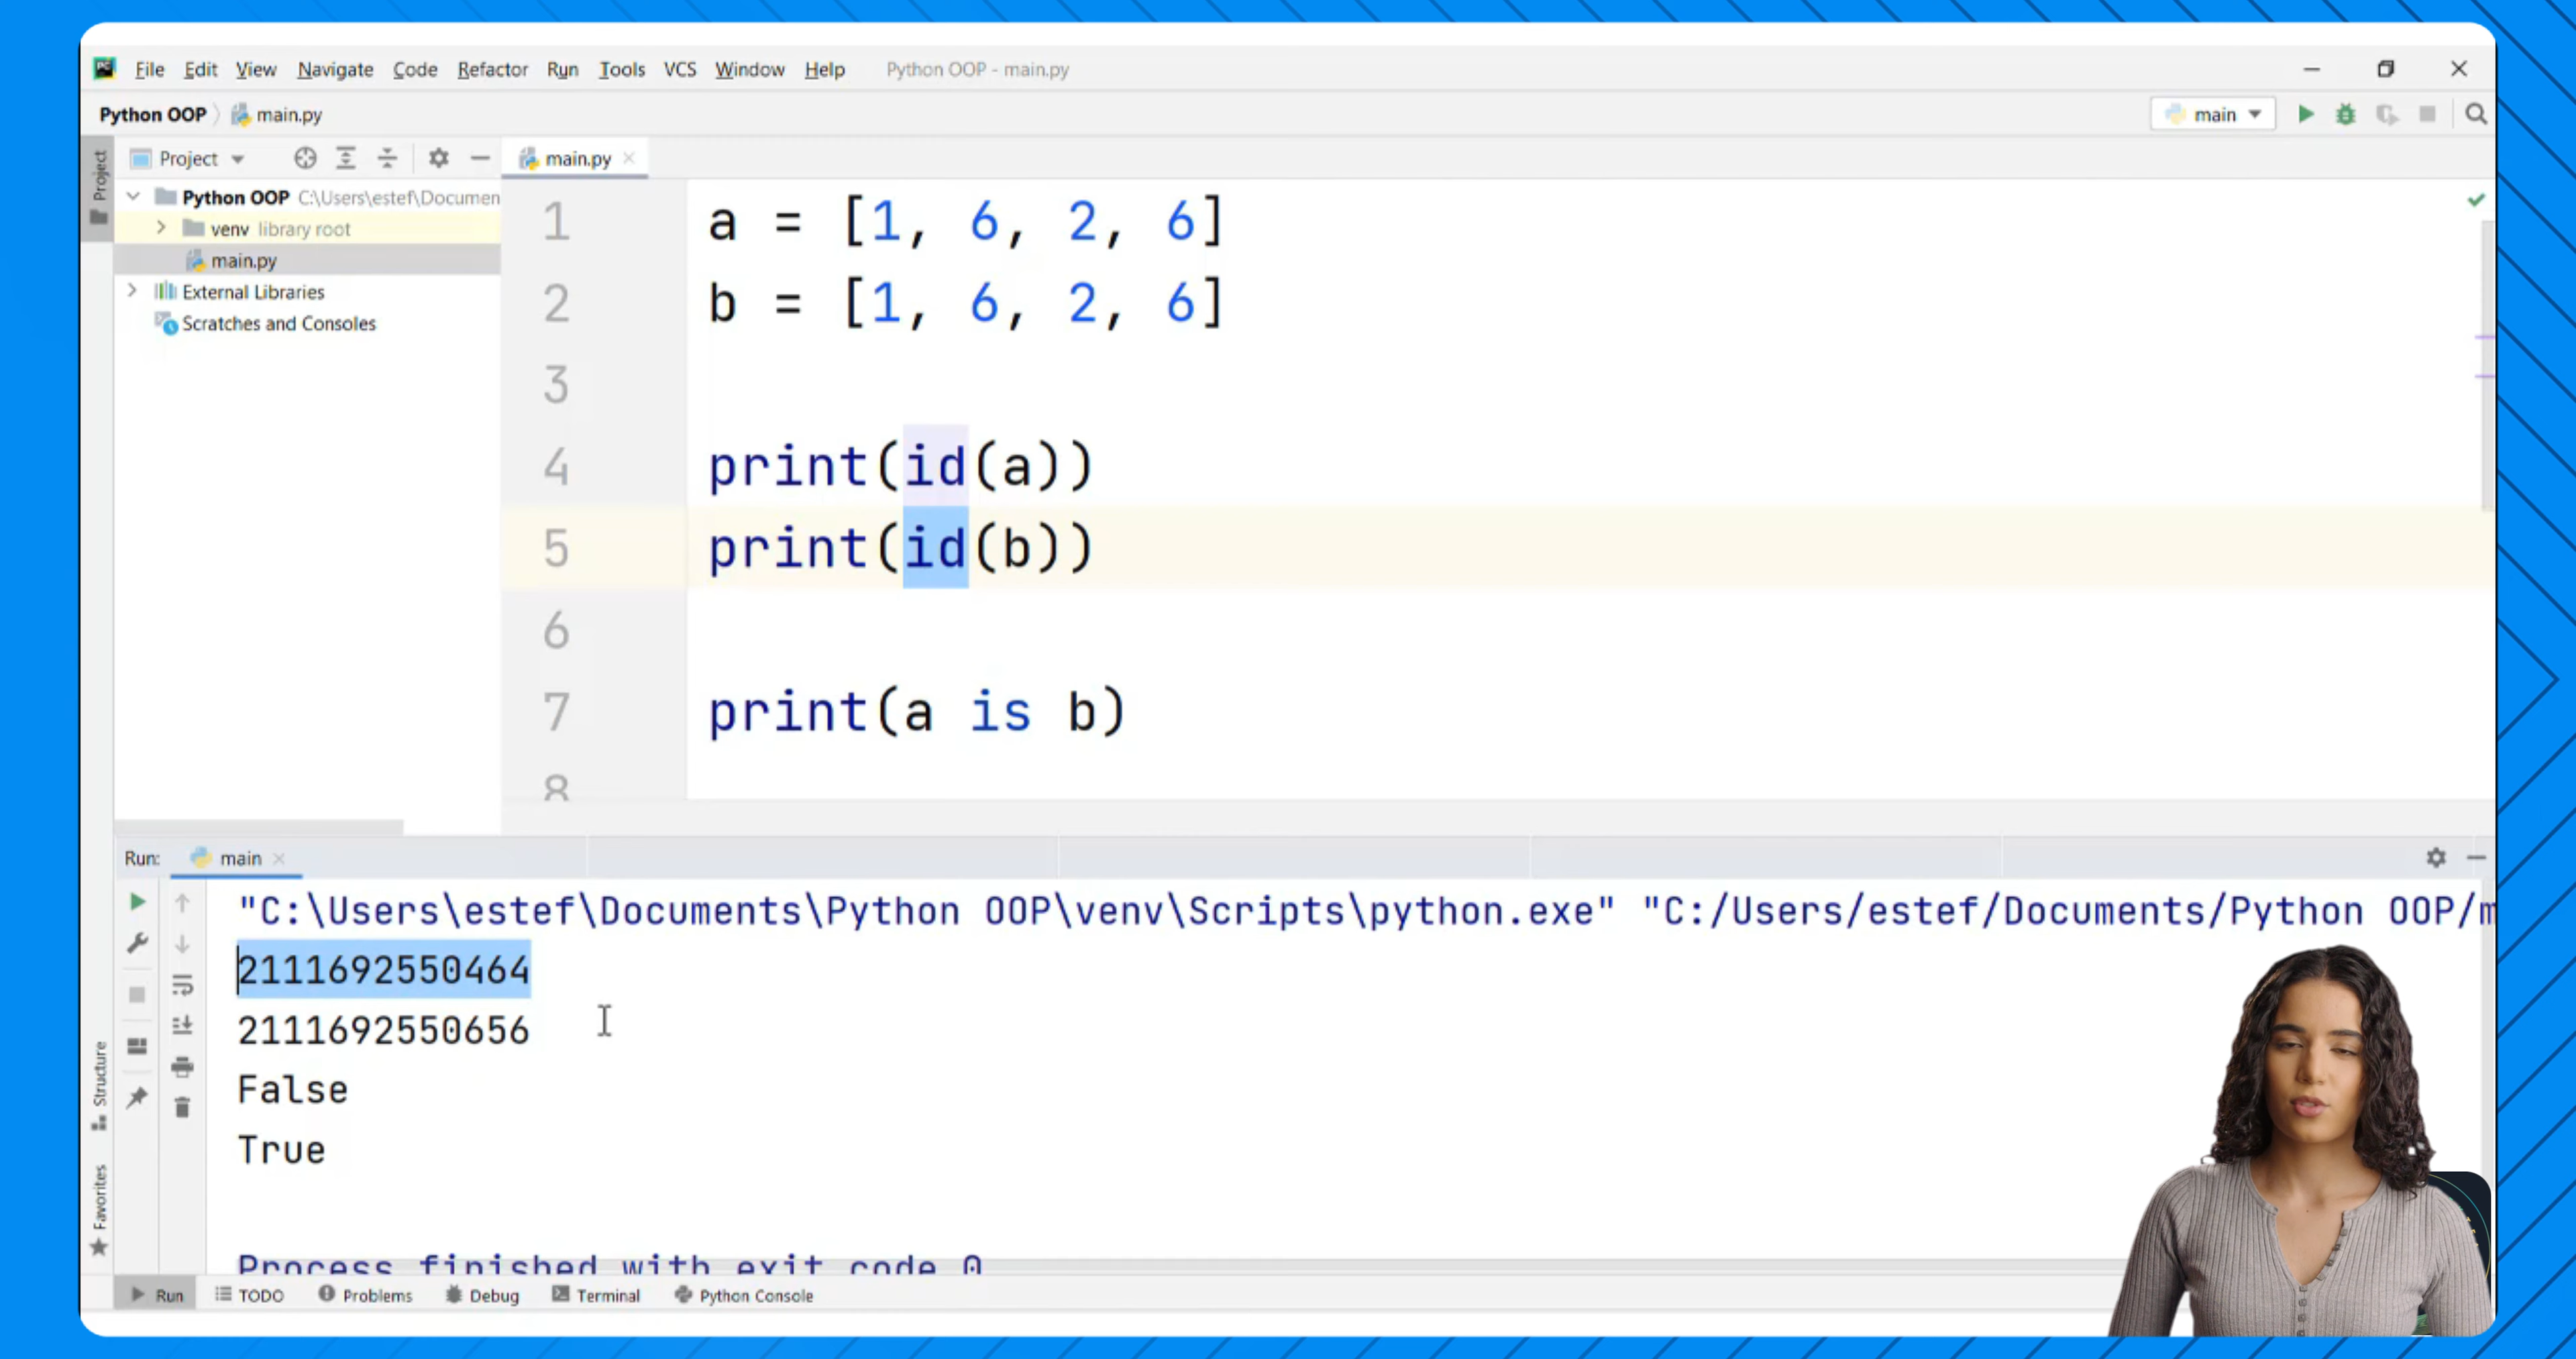 File Edit View Navigate Code Refactor Run Tools VCS Window Help Python OOP - main.py
Python OOP main.py
main
Project
Project
main.py
Python OOP C:\Users\estef\Documen
venv library root
main.py
External Libraries
Scratches and Consoles
1 a = [1, 6, 2, 6]
2 b = [1, 6, 2, 6]
3
4 print(id(a))
5 print(id(b))
6
7 print(a is b)
8
Run: main
"C:\Users\estef\Documents\Python OOP\venv\Scripts\python.exe" "C:/Users/estef/Documents/Python OOP/m
2111692550464
2111692550656
False
True
Process finished with exit code 0
Structure
Favorites
Run TODO Problems Debug Terminal Python Console